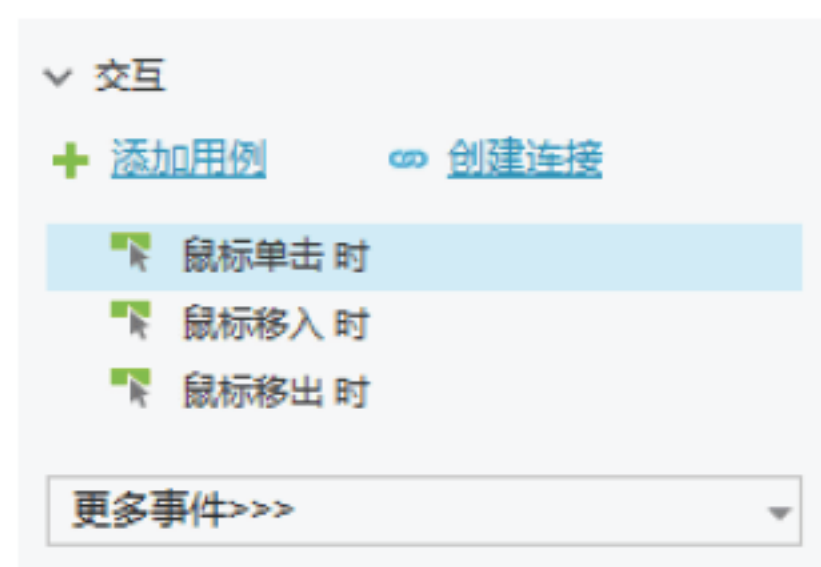 交互
添加用例 创建连接
鼠标单击 时
鼠标移入 时
鼠标移出 时
更多事件>>>